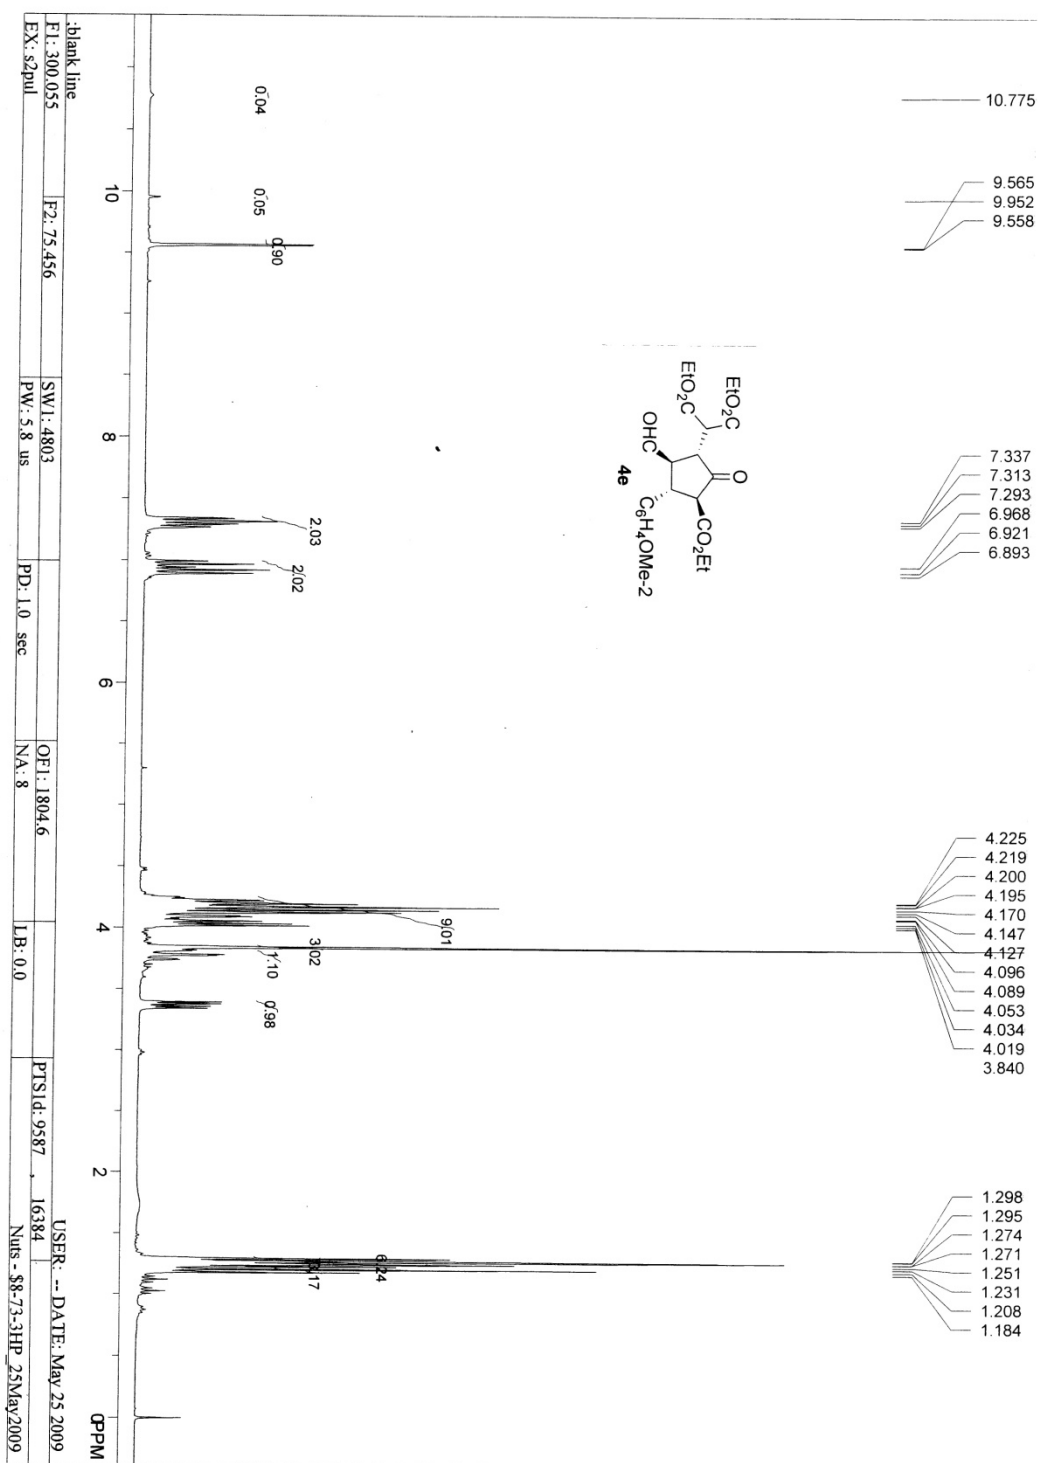 10.775
9.565
9.952
9.558
7.337
7.313
7.293
6.968
6.921
6.893
4.225
4.219
4.200
4.195
4.170
4.147
4.127
4.096
4.089
4.053
4.034
4.019
3.840
1.298
1.295
1.274
1.271
1.251
1.231
1.208
1.184
EtO2C
EtO2C
O
CO2Et
OHC
C6H4OMe-2
4e
0.04
0.05
0.90
2.03
2.02
9.01
3.02
1.10
0.98
6.24
3.17
10
8
6
4
2
0PPM
:blank line
USER: -- DATE: May 25 2009
F1: 300.055
F2: 75.456
SW1: 4803
OF1: 1804.6
PTS1d: 9587 , 16384
EX: s2pul
PW: 5.8 us
PD: 1.0 sec
NA: 8
LB: 0.0
Nuts - $8-73-3HP_25May2009